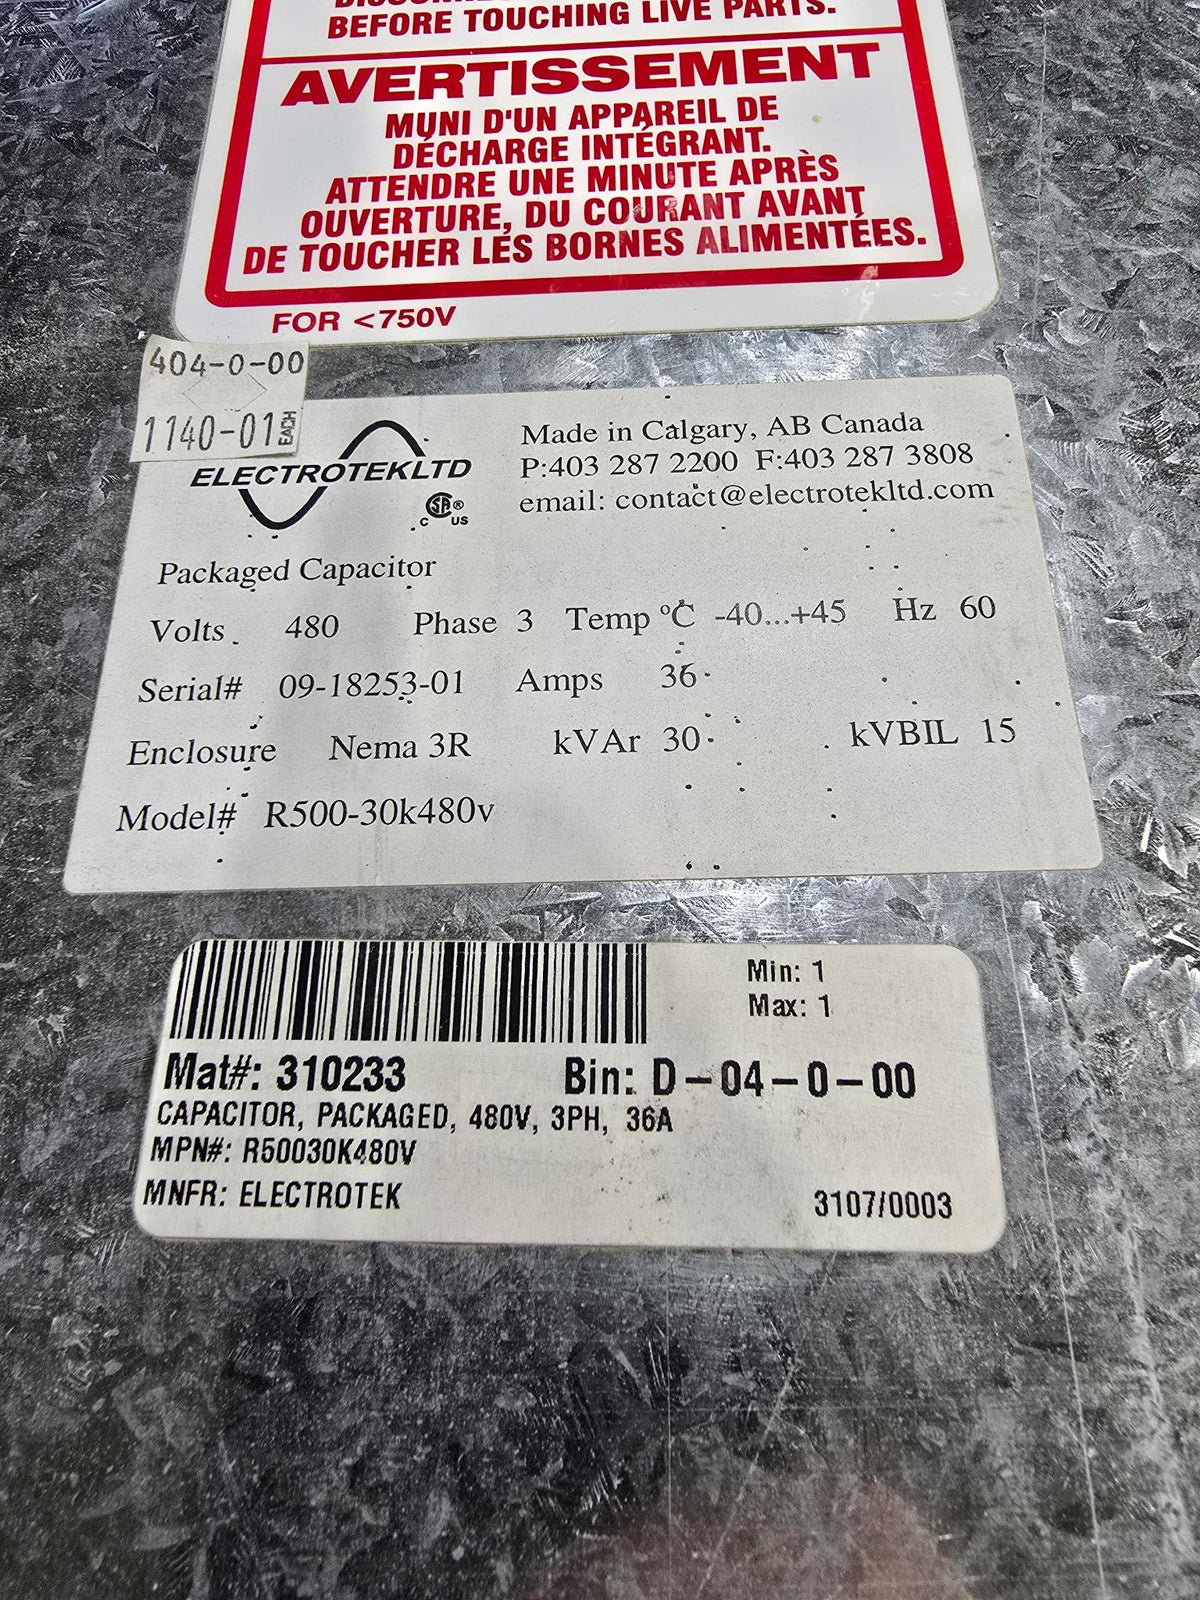 BEFORE TOUCHING LIVE PARTS.
AVERTISSEMENT
MUNI D'UN APPAREIL DE
DÉCHARGE INTÉGRANT.
ATTENDRE UNE MINUTE APRÈS
OUVERTURE, DU COURANT AVANT
DE TOUCHER LES BORNES ALIMENTÉES.
FOR <750V
404-0-00
1140-01 EACH
ELECTROTEKLTD
C SA® US
Made in Calgary, AB Canada
P:403 287 2200 F:403 287 3808
email: contact@electrotekltd.com
Packaged Capacitor
Volts 480 Phase 3 Temp °C -40...+45 Hz 60
Serial# 09-18253-01 Amps 36
Enclosure Nema 3R kVAr 30 kVBIL 15
Model# R500-30k480v
Min: 1
Max: 1
Mat#: 310233 Bin: D-04-0-00
CAPACITOR, PACKAGED, 480V, 3PH, 36A
MPN#: R50030K480V
MNFR: ELECTROTEK 3107/0003